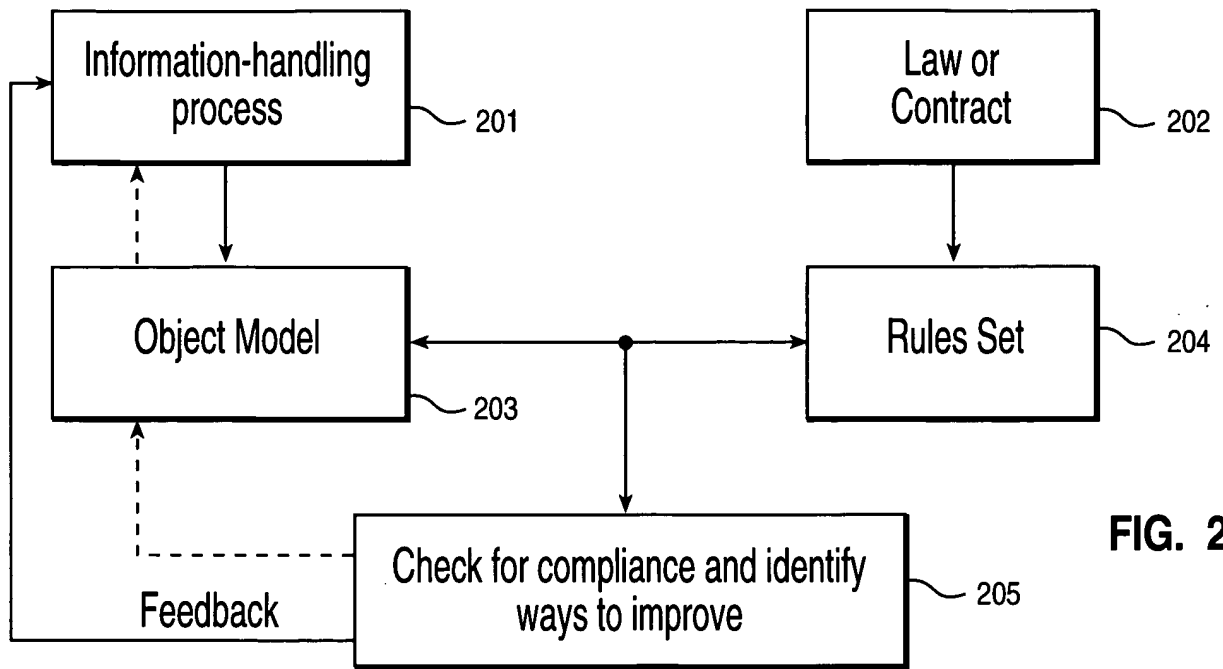 Information-handling
process
201
Law or
Contract
202
Object Model
203
Rules Set
204
Check for compliance and identify
ways to improve
205
Feedback
FIG. 2